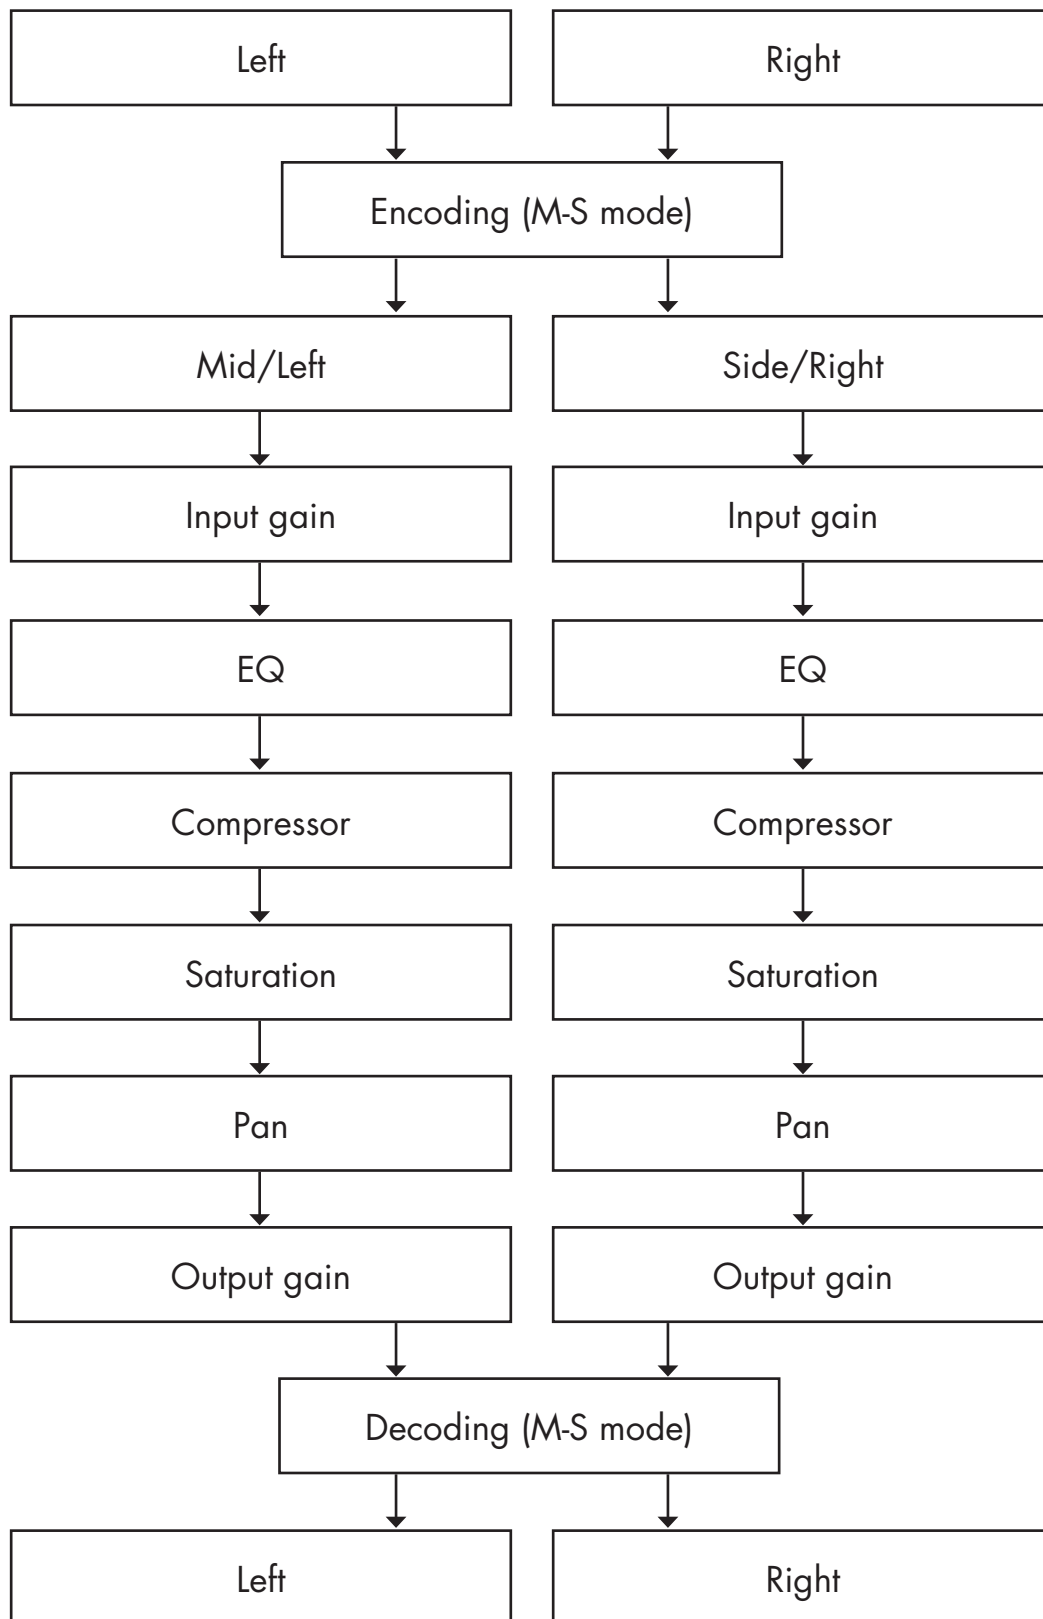 Left
Right
Encoding (M-S mode)
Mid/Left
Side/Right
Input gain
Input gain
EQ
EQ
Compressor
Compressor
Saturation
Saturation
Pan
Pan
Output gain
Output gain
Decoding (M-S mode)
Left
Right